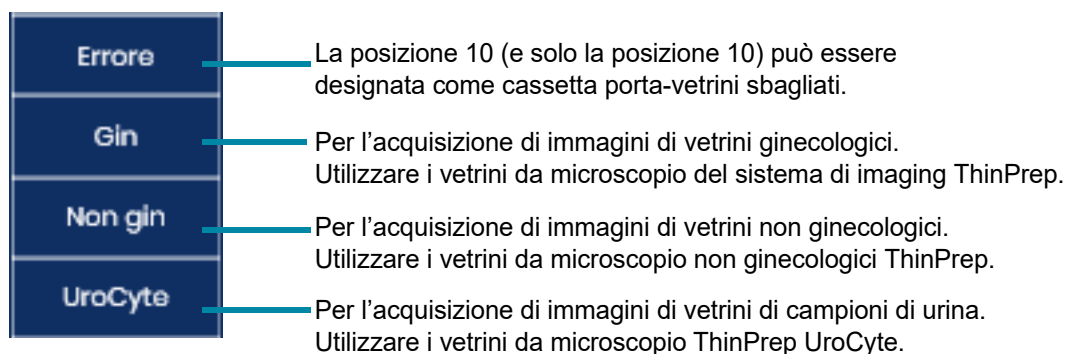 Errore
La posizione 10 (e solo la posizione 10) può essere
designata come cassetta porta-vetrini sbagliati.
Gin
Per l’acquisizione di immagini di vetrini ginecologici.
Utilizzare i vetrini da microscopio del sistema di imaging ThinPrep.
Non gin
Per l’acquisizione di immagini di vetrini non ginecologici.
Utilizzare i vetrini da microscopio non ginecologici ThinPrep.
UroCyte
Per l’acquisizione di immagini di vetrini di campioni di urina.
Utilizzare i vetrini da microscopio ThinPrep UroCyte.